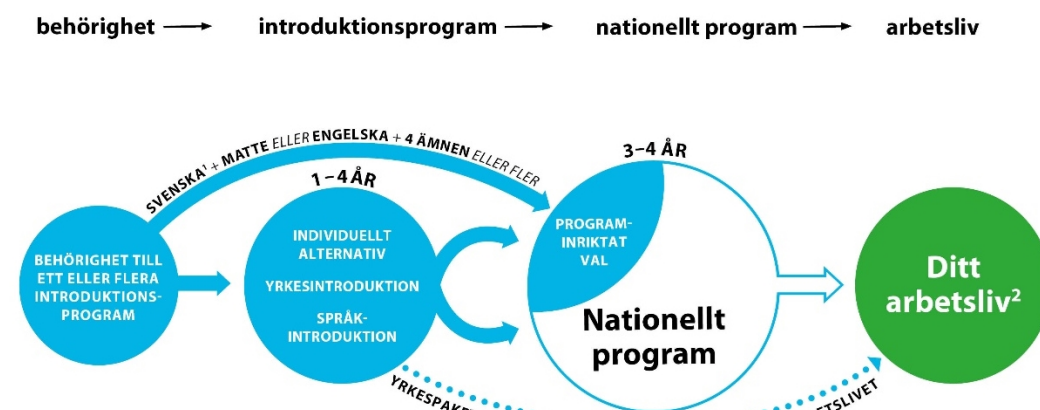 behörighet → introduktionsprogram → nationellt program → arbetsliv
SVENSKA¹ + MATTE ELLER ENGELSKA + 4 ÄMNEN ELLER FLER
1–4 ÅR
3–4 ÅR
BEHÖRIGHET TILL
ETT ELLER FLERA
INTRODUKTIONS-
PROGRAM
INDIVIDUELLT
ALTERNATIV
YRKESINTRODUKTION
SPRÅK-
INTRODUKTION
PROGRAM-
INRIKTAT
VAL
Nationellt
program
Ditt
arbetsliv²